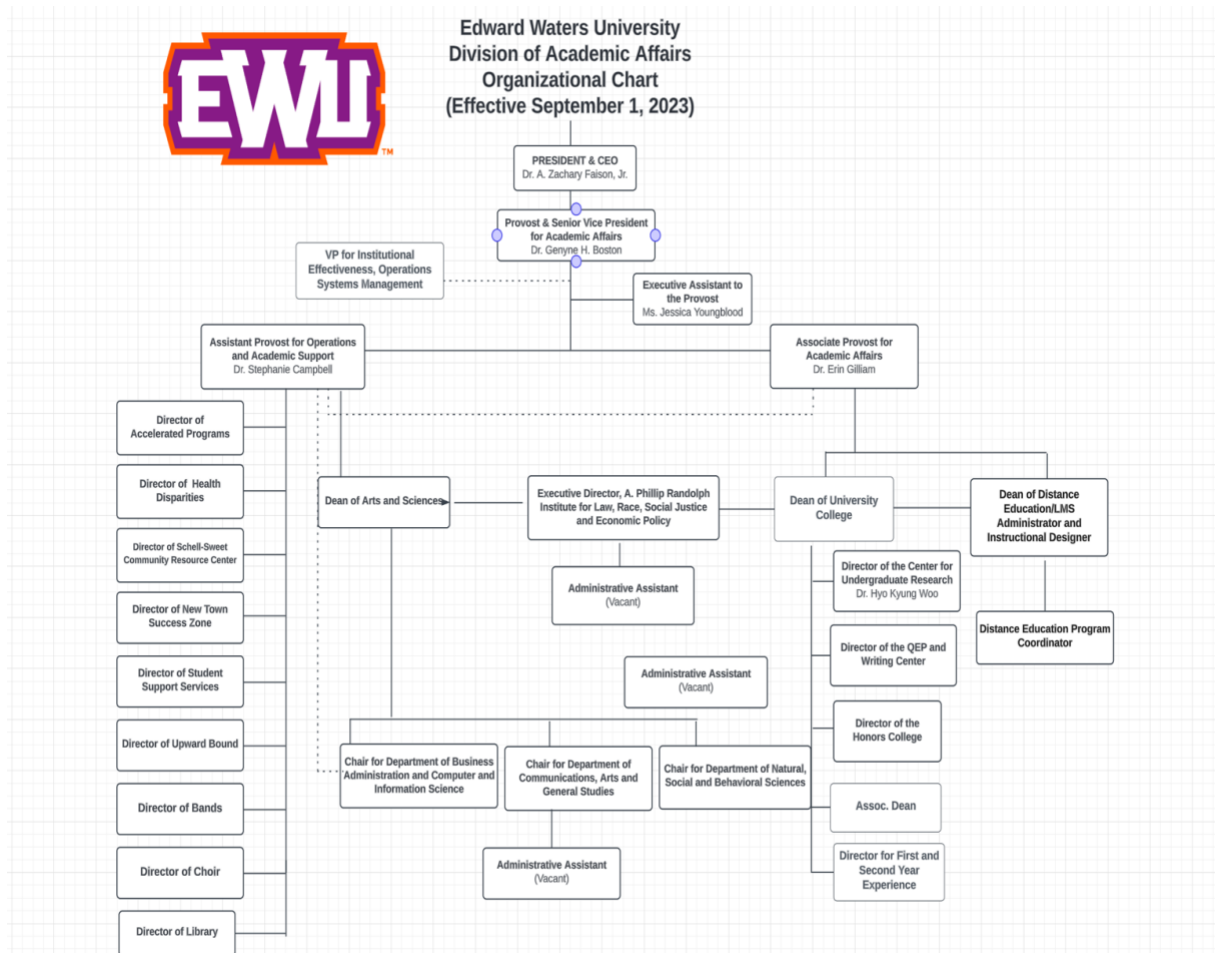 Edward Waters University
Division of Academic Affairs
Organizational Chart
(Effective September 1, 2023)
EWU
TM
PRESIDENT & CEO
Dr. A. Zachary Faison, Jr.
Provost & Senior Vice President
for Academic Affairs
Dr. Genyne H. Boston
VP for Institutional
Effectiveness, Operations
Systems Management
Executive Assistant to
the Provost
Ms. Jessica Youngblood
Assistant Provost for Operations
and Academic Support
Dr. Stephanie Campbell
Associate Provost for
Academic Affairs
Dr. Erin Gilliam
Director of
Accelerated Programs
Director of Health
Disparities
Director of Schell-Sweet
Community Resource Center
Director of New Town
Success Zone
Director of Student
Support Services
Director of Upward Bound
Director of Bands
Director of Choir
Director of Library
Dean of Arts and Sciences
Executive Director, A. Phillip Randolph
Institute for Law, Race, Social Justice
and Economic Policy
Dean of University
College
Dean of Distance
Education/LMS
Administrator and
Instructional Designer
Administrative Assistant
(Vacant)
Director of the Center for
Undergraduate Research
Dr. Hyo Kyung Woo
Distance Education Program
Coordinator
Director of the QEP and
Writing Center
Administrative Assistant
(Vacant)
Director of the
Honors College
Chair for Department of Business
Administration and Computer and
Information Science
Chair for Department of
Communications, Arts and
General Studies
Chair for Department of Natural,
Social and Behavioral Sciences
Assoc. Dean
Administrative Assistant
(Vacant)
Director for First and
Second Year
Experience